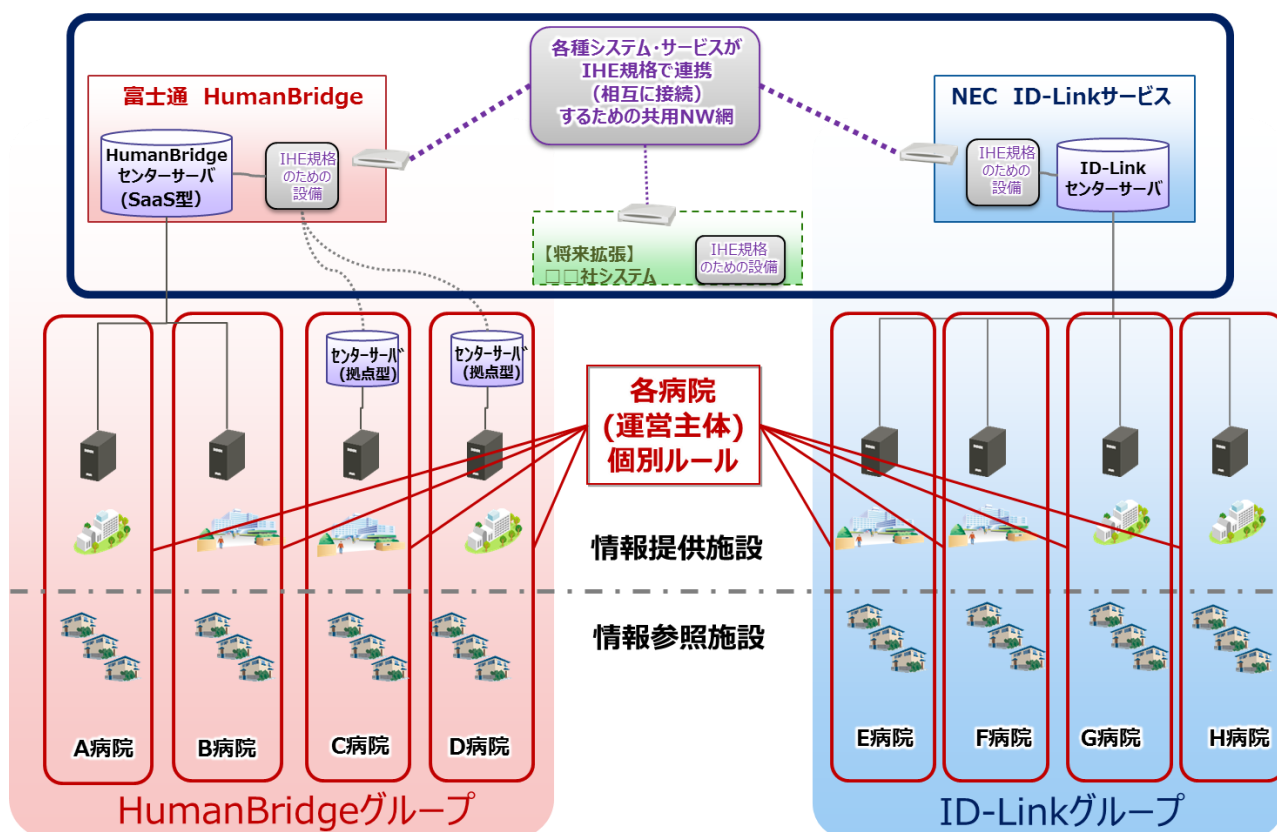 各種システム・サービスが
IHE規格で連携
(相互に接続)
するための共用NW網
富士通 HumanBridge
HumanBridge
センターサーバ
(SaaS型)
IHE規格
のための
設備
NEC ID-Linkサービス
IHE規格
のための
設備
ID-Link
センターサーバ
【将来拡張】
□□社システム
IHE規格
のための設備
センターサーバ
(拠点型)
センターサーバ
(拠点型)
各病院
(運営主体)
個別ルール
情報提供施設
情報参照施設
A病院
B病院
C病院
D病院
E病院
F病院
G病院
H病院
HumanBridgeグループ
ID-Linkグループ